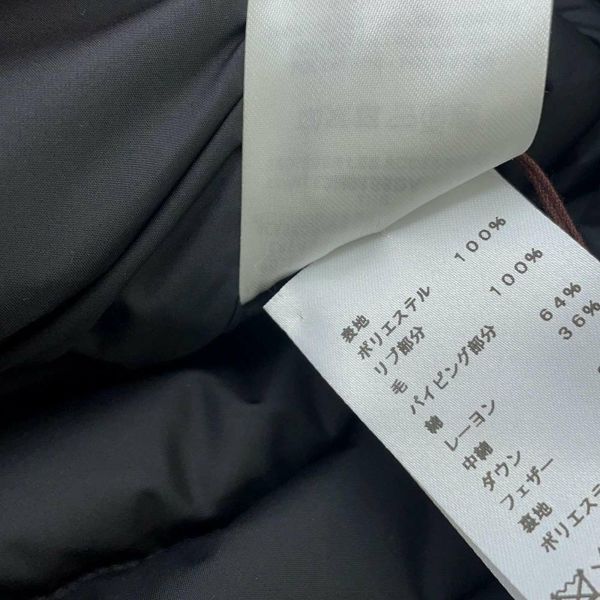 表地
ポリエステル 100%
リブ部分
毛 100%
パイピング部分
綿 64%
レーヨン 36%
中綿
ダウン
フェザー
裏地
ポリエステル